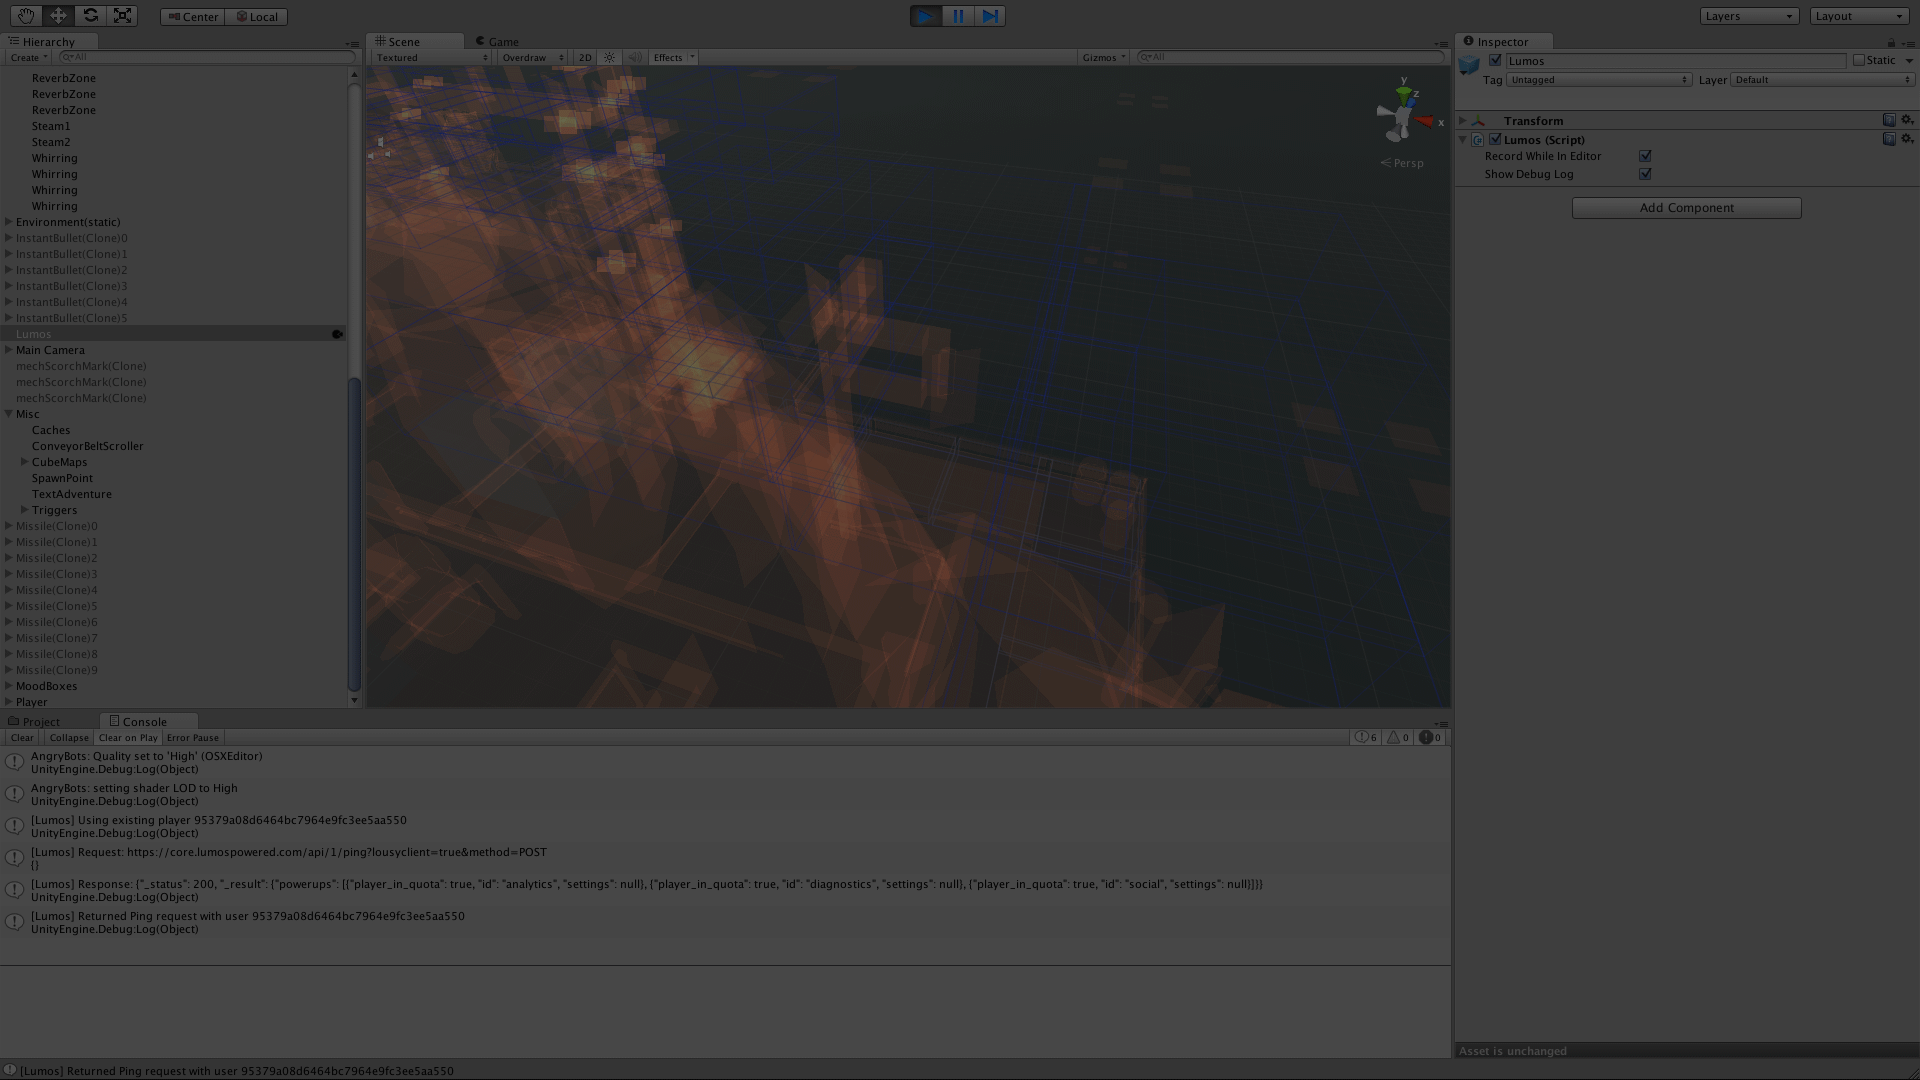 Center
Local
Layers
Layout
Hierarchy
Create
All
ReverbZone
ReverbZone
ReverbZone
Steam1
Steam2
Whirring
Whirring
Whirring
Whirring
Environment(static)
InstantBullet(Clone)0
InstantBullet(Clone)1
InstantBullet(Clone)2
InstantBullet(Clone)3
InstantBullet(Clone)4
InstantBullet(Clone)5
Lumos
Main Camera
mechScorchMark(Clone)
mechScorchMark(Clone)
mechScorchMark(Clone)
Misc
Caches
ConveyorBeltScroller
CubeMaps
SpawnPoint
TextAdventure
Triggers
Missile(Clone)0
Missile(Clone)1
Missile(Clone)2
Missile(Clone)3
Missile(Clone)4
Missile(Clone)5
Missile(Clone)6
Missile(Clone)7
Missile(Clone)8
Missile(Clone)9
MoodBoxes
Player
Scene
Game
Textured
Overdraw
2D
Effects
Gizmos
All
y
z
x
Persp
Inspector
Lumos
Static
Tag
Untagged
Layer
Default
Transform
Lumos (Script)
Record While In Editor
Show Debug Log
Add Component
Asset is unchanged
Project
Console
Clear
Collapse
Clear on Play
Error Pause
6
0
0
AngryBots: Quality set to 'High' (OSXEditor)
UnityEngine.Debug:Log(Object)
AngryBots: setting shader LOD to High
UnityEngine.Debug:Log(Object)
[Lumos] Using existing player 95379a08d6464bc7964e9fc3ee5aa550
UnityEngine.Debug:Log(Object)
[Lumos] Request: https://core.lumospowered.com/api/1/ping?lousyclient=true&method=POST
{}
[Lumos] Response: {"_status": 200, "_result": {"powerups": [{"player_in_quota": true, "id": "analytics", "settings": null}, {"player_in_quota": true, "id": "diagnostics", "settings": null}, {"player_in_quota": true, "id": "social", "settings": null}]}}
UnityEngine.Debug:Log(Object)
[Lumos] Returned Ping request with user 95379a08d6464bc7964e9fc3ee5aa550
UnityEngine.Debug:Log(Object)
[Lumos] Returned Ping request with user 95379a08d6464bc7964e9fc3ee5aa550